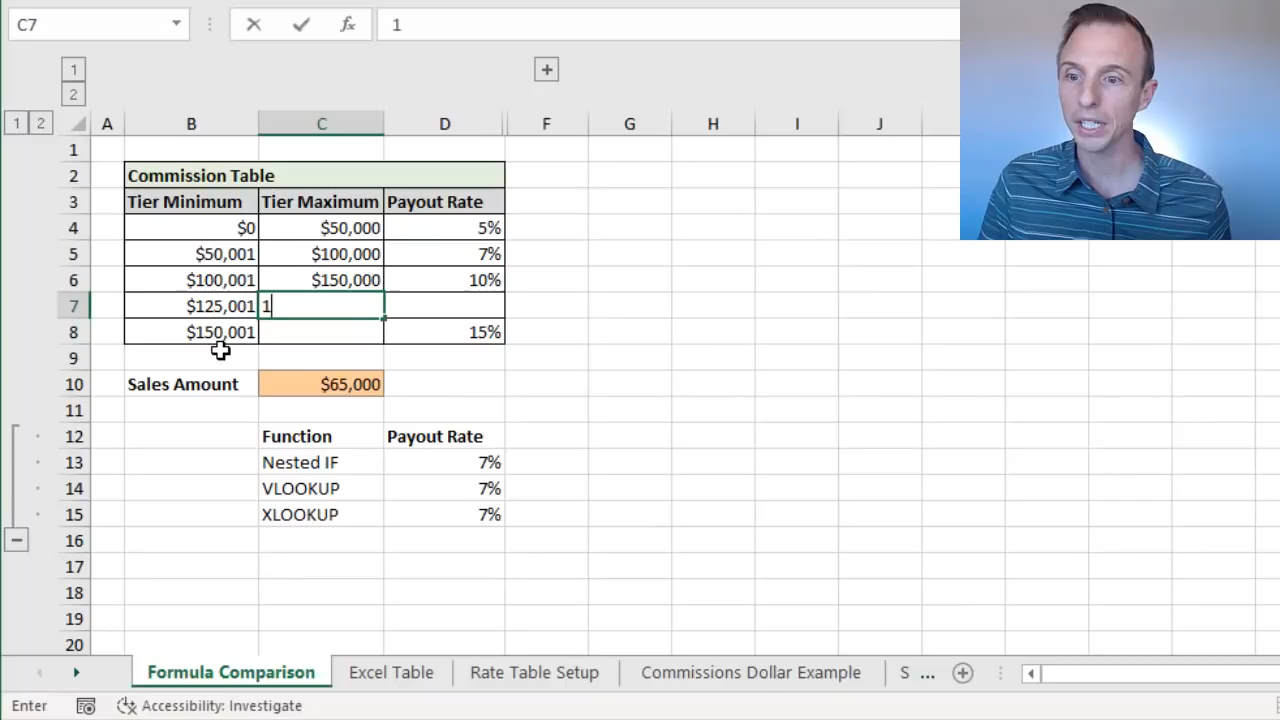 C7 fx 1
1
2
+
1 2 A B C D F G H I J
1
2 Commission Table
3 Tier Minimum Tier Maximum Payout Rate
4 $0 $50,000 5%
5 $50,001 $100,000 7%
6 $100,001 $150,000 10%
7 $125,001 1
8 $150,001 15%
9
10 Sales Amount $65,000
11
12 Function Payout Rate
13 Nested IF 7%
14 VLOOKUP 7%
15 XLOOKUP 7%
16
17
18
19
20
Formula Comparison Excel Table Rate Table Setup Commissions Dollar Example S ...
Enter Accessibility: Investigate